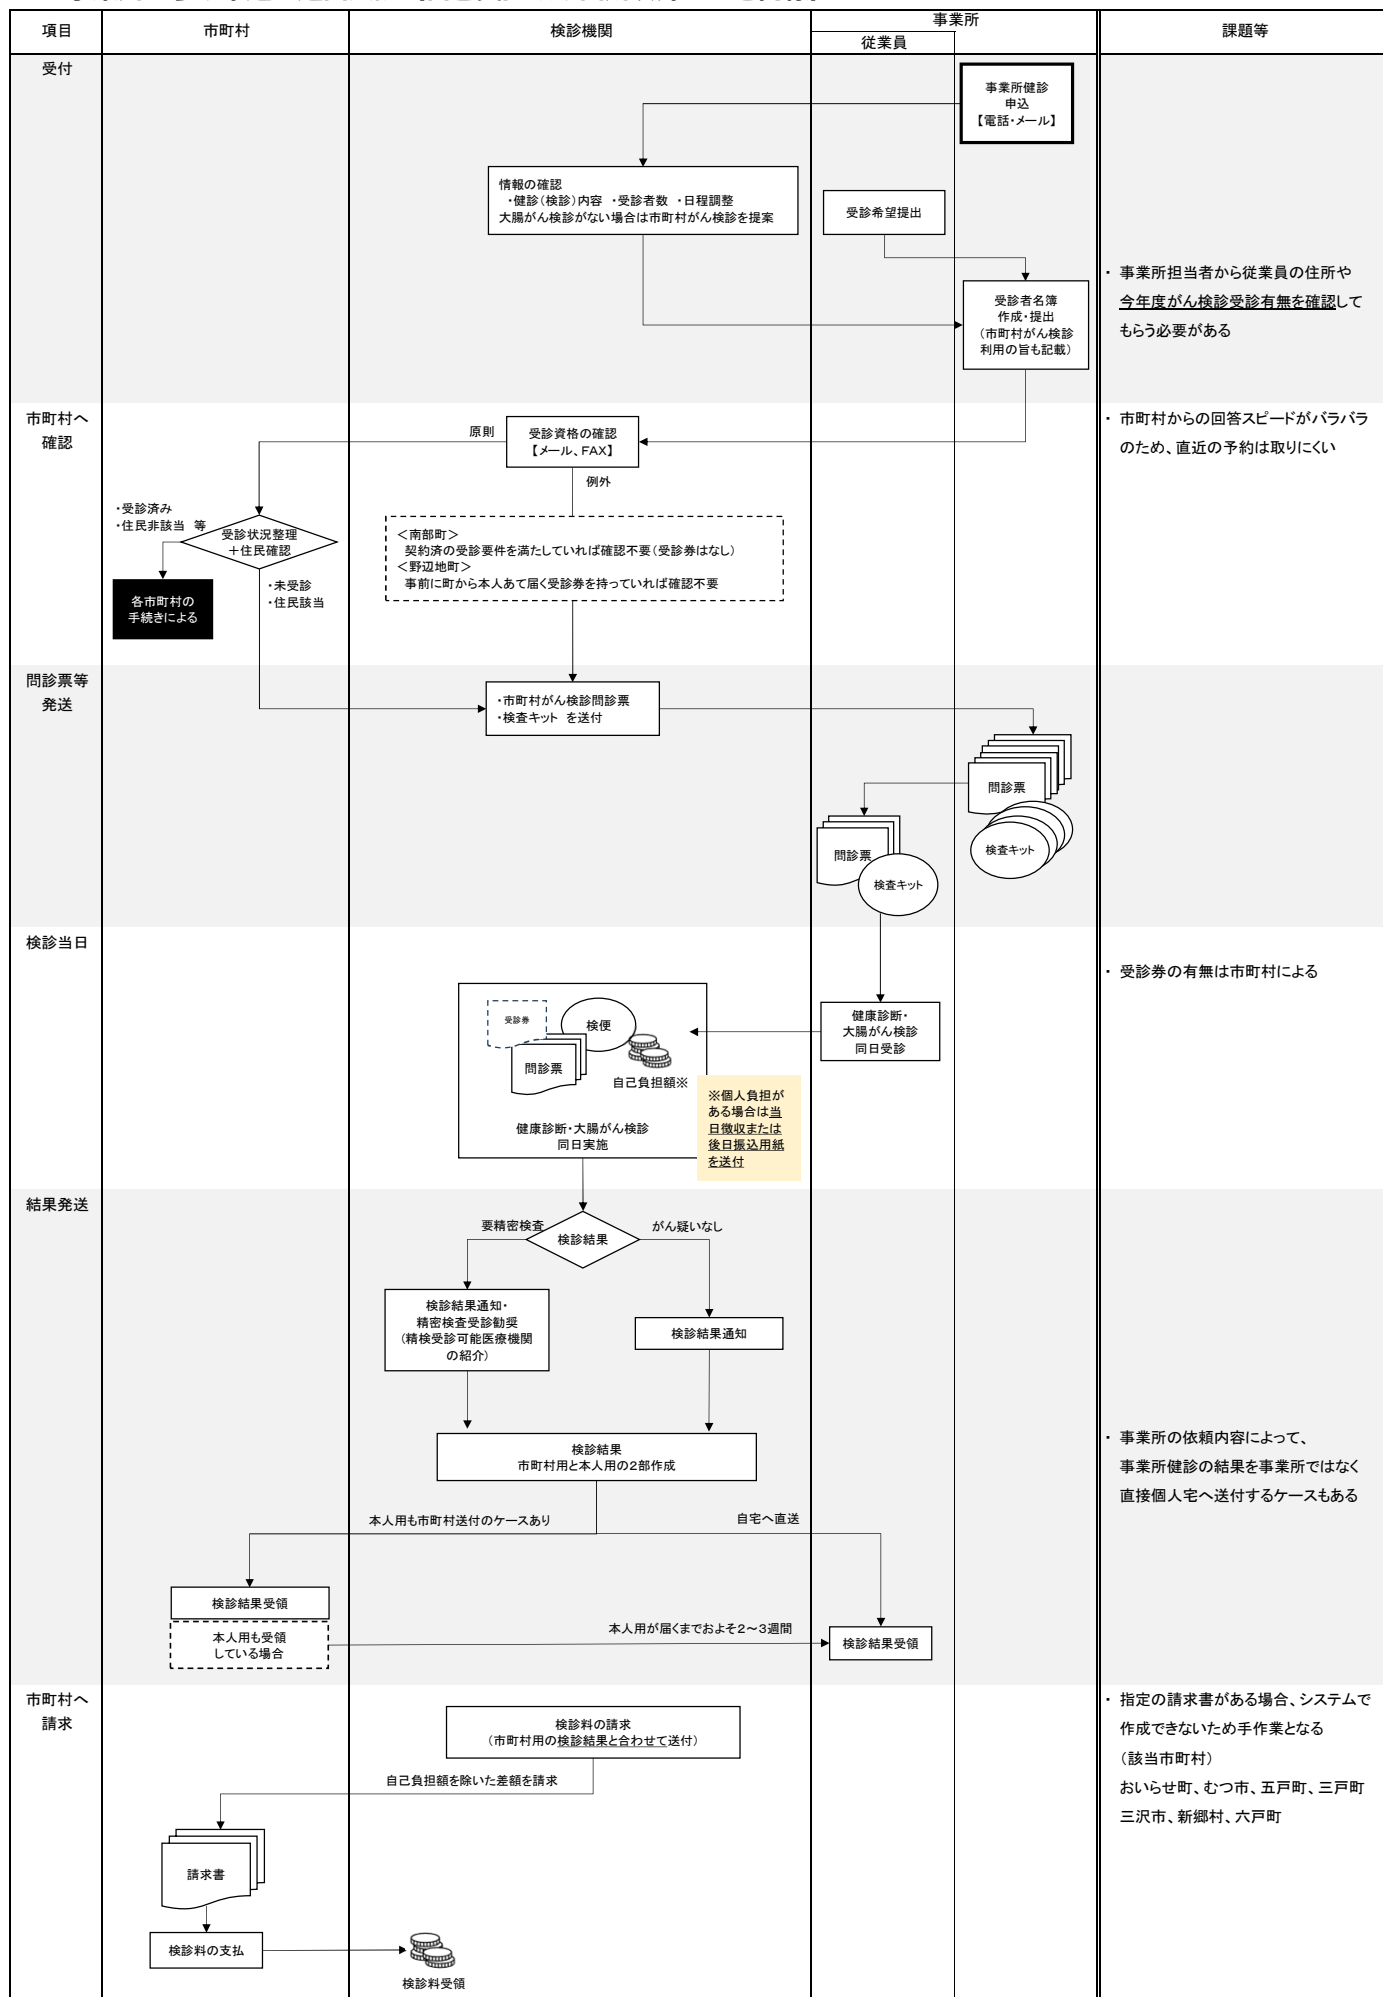 項目
市町村
検診機関
事業所
従業員
課題等
受付
事業所健診
申込
【電話・メール】
情報の確認
・健診（検診）内容 ・受診者数 ・日程調整
大腸がん検診がない場合は市町村がん検診を提案
受診希望提出
受診者名簿
作成・提出
（市町村がん検診
利用の旨も記載）
・ 事業所担当者から従業員の住所や
今年度がん検診受診有無を確認して
もらう必要がある
市町村へ
確認
原則
受診資格の確認
【メール、FAX】
例外
・ 市町村からの回答スピードがバラバラ
のため、直近の予約は取りにくい
・受診済み
・住民非該当 等
受診状況整理
＋住民確認
・未受診
・住民該当
各市町村の
手続きによる
＜南部町＞
契約済の受診要件を満たしていれば確認不要（受診券はなし）
＜野辺地町＞
事前に町から本人あて届く受診券を持っていれば確認不要
問診票等
発送
・市町村がん検診問診票
・検査キット を送付
問診票
検査キット
問診票
検査キット
検診当日
・ 受診券の有無は市町村による
受診券
検便
問診票
自己負担額※
健康診断・大腸がん検診
同日実施
※個人負担が
ある場合は当
日徴収または
後日振込用紙
を送付
健康診断・
大腸がん検診
同日受診
結果発送
要精密検査
検診結果
がん疑いなし
検診結果通知・
精密検査受診勧奨
（精検受診可能医療機関
の紹介）
検診結果通知
検診結果
市町村用と本人用の２部作成
・ 事業所の依頼内容によって、
事業所健診の結果を事業所ではなく
直接個人宅へ送付するケースもある
本人用も市町村送付のケースあり
自宅へ直送
検診結果受領
本人用も受領
している場合
本人用が届くまでおよそ２～３週間
検診結果受領
市町村へ
請求
検診料の請求
（市町村用の検診結果と合わせて送付）
・ 指定の請求書がある場合、システムで
作成できないため手作業となる
（該当市町村）
おいらせ町、むつ市、五戸町、三戸町
三沢市、新郷村、六戸町
自己負担額を除いた差額を請求
請求書
検診料の支払
検診料受領